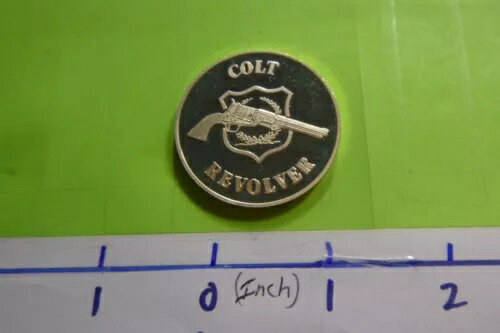 COLT
REVOLVER
1 0 (Inch) 1 2